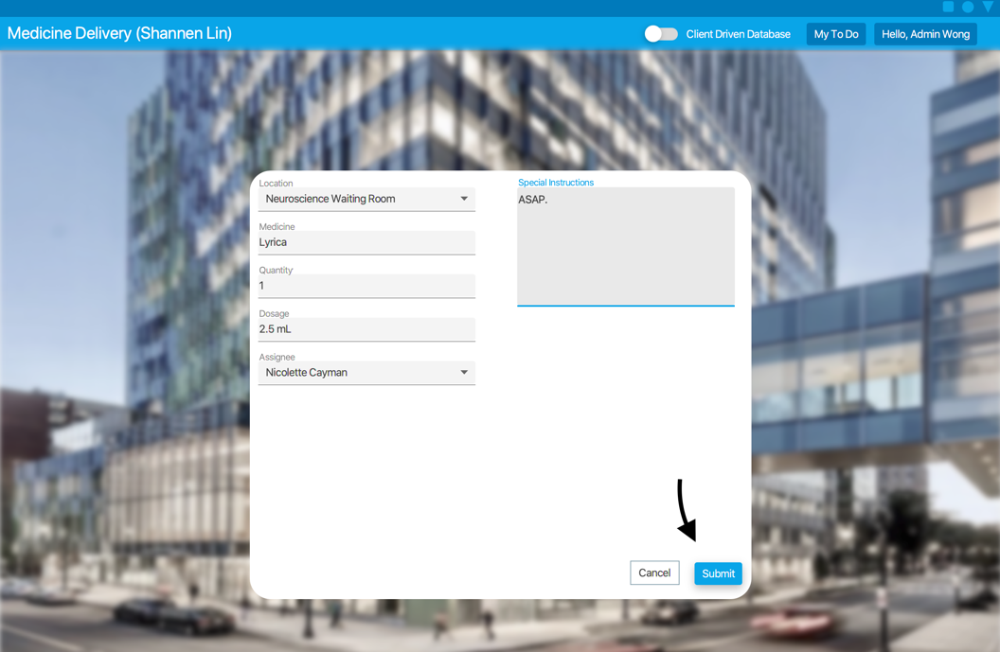 Medicine Delivery (Shannen Lin)
Client Driven Database
My To Do
Hello, Admin Wong
Location
Neuroscience Waiting Room
Medicine
Lyrica
Quantity
1
Dosage
2.5 mL
Assignee
Nicolette Cayman
Special Instructions
ASAP.
Cancel
Submit